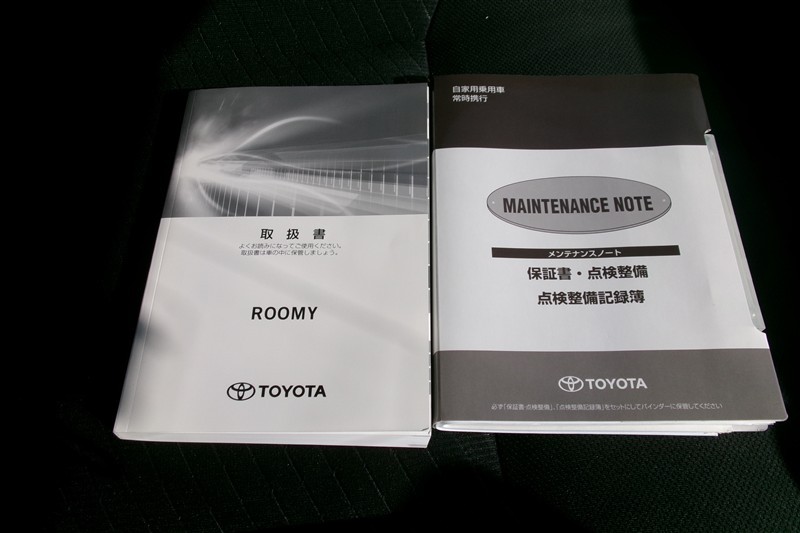 取扱書
よくお読みになってご使用ください。
取扱書は車の中に保管しましょう。
ROOMY
TOYOTA
自家用乗用車
常時携行
MAINTENANCE NOTE
メンテナンスノート
保証書・点検整備
点検整備記録簿
TOYOTA
必ず「保証書・点検整備」、「点検整備記録簿」をセットにしてバインダーに保管してください